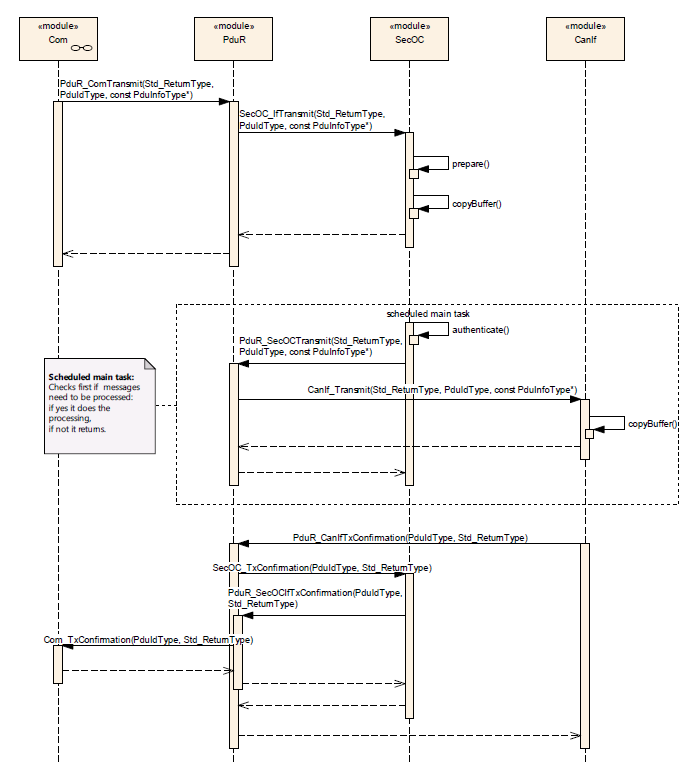 «module»
Com
«module»
PduR
«module»
SecOC
«module»
CanIf
PduR_ComTransmit(Std_ReturnType,
PduIdType, const PduInfoType*)
SecOC_IfTransmit(Std_ReturnType,
PduIdType, const PduInfoType*)
prepare()
copyBuffer()
scheduled main task
authenticate()
PduR_SecOCTransmit(Std_ReturnType,
PduIdType, const PduInfoType*)
Scheduled main task:
Checks first if messages
need to be processed:
if yes it does the
processing,
if not it returns.
CanIf_Transmit(Std_ReturnType, PduIdType, const PduInfoType*)
copyBuffer()
PduR_CanIfTxConfirmation(PduIdType, Std_ReturnType)
SecOC_TxConfirmation(PduIdType, Std_ReturnType)
PduR_SecOCIfTxConfirmation(PduIdType,
Std_ReturnType)
Com_TxConfirmation(PduIdType, Std_ReturnType)